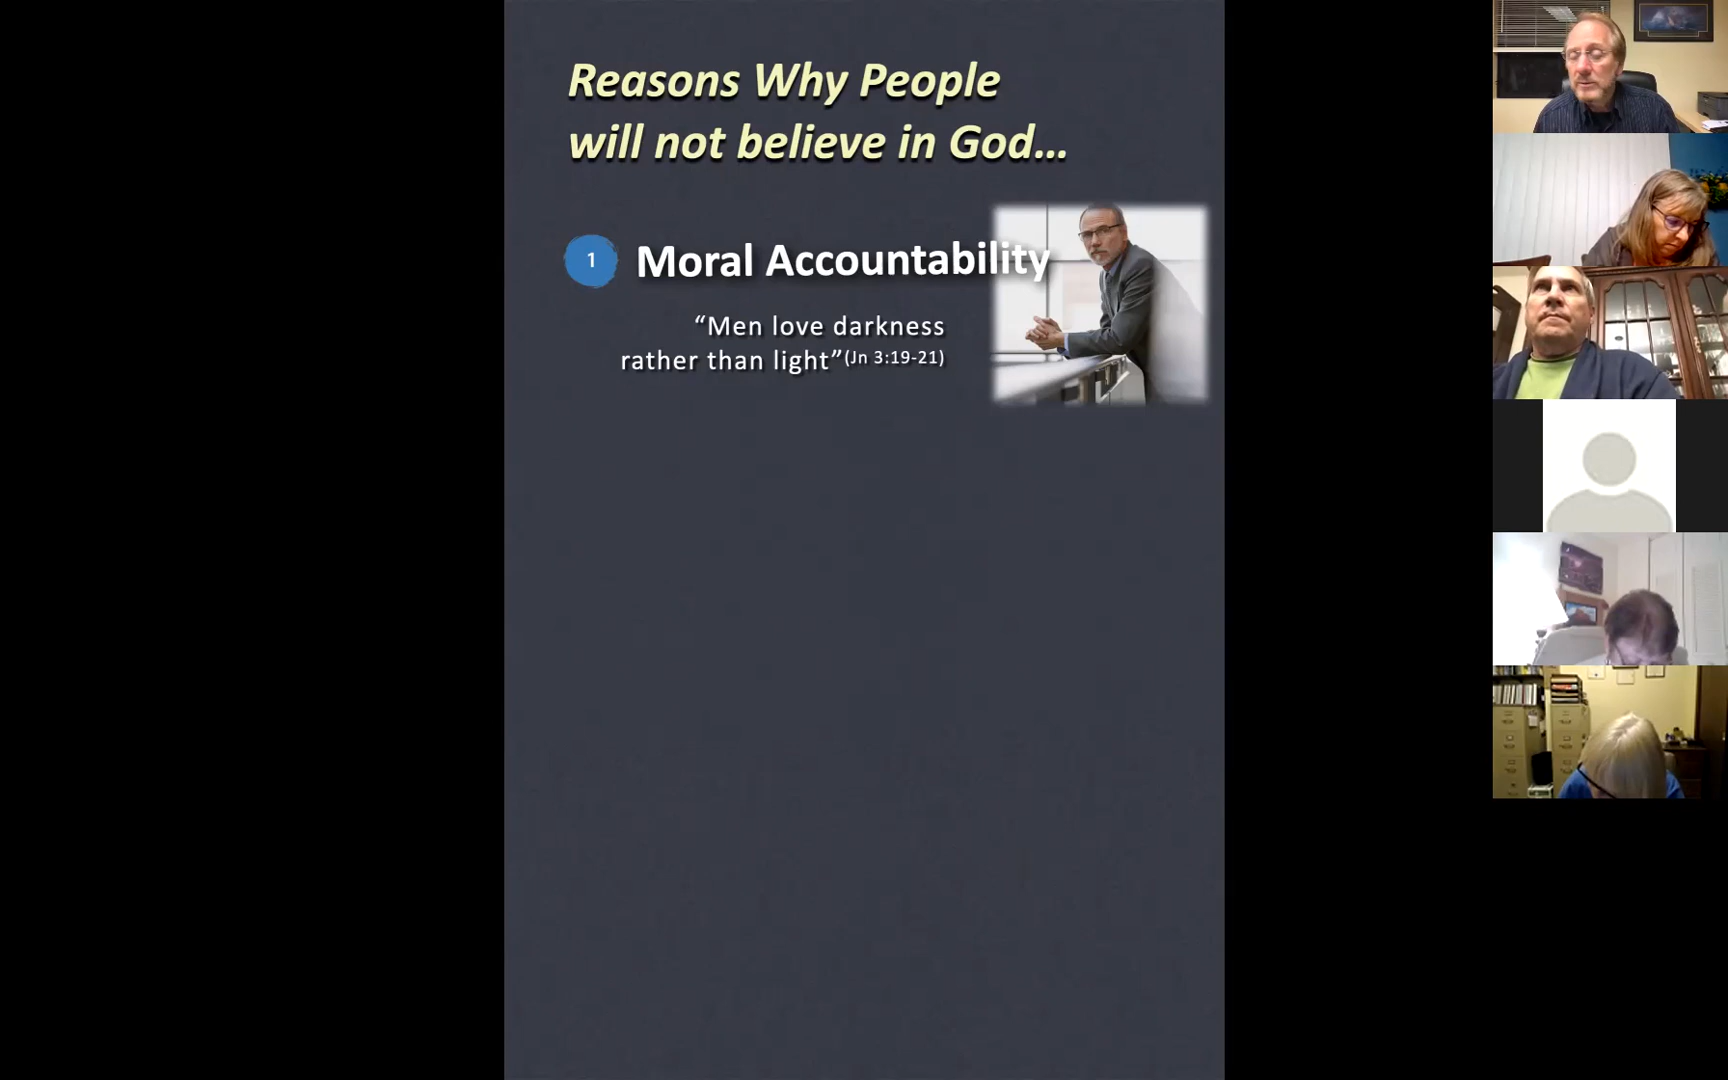 Reasons Why People
will not believe in God...
1 Moral Accountability
“Men love darkness
rather than light”(Jn 3:19-21)